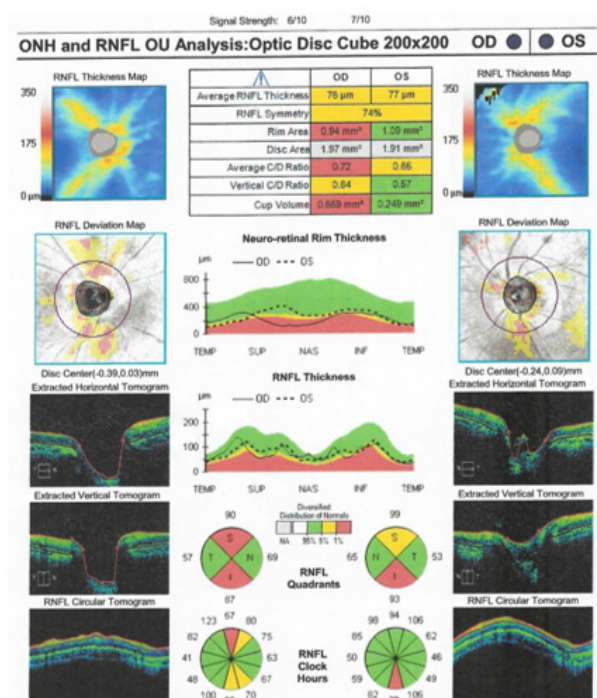 Signal Strength: 6/10 7/10
ONH and RNFL OU Analysis:Optic Disc Cube 200x200 OD OS
RNFL Thickness Map
350
175
0 μm
OD OS
Average RNFL Thickness 76 μm 77 μm
RNFL Symmetry 74%
Rim Area 0.94 mm² 1.09 mm²
Disc Area 1.97 mm² 1.91 mm²
Average C/D Ratio 0.72 0.65
Vertical C/D Ratio 0.64 0.57
Cup Volume 0.669 mm³ 0.249 mm³
RNFL Thickness Map
350
175
0 μm
RNFL Deviation Map
Disc Center(-0.39,0.03)mm
Extracted Horizontal Tomogram
Extracted Vertical Tomogram
RNFL Circular Tomogram
Neuro-retinal Rim Thickness
μm OD OS
800
400
0
TEMP SUP NAS INF TEMP
RNFL Thickness
μm OD OS
200
100
0
TEMP SUP NAS INF TEMP
Diversified:
Distribution of Normals
NA 95% 5% 1%
90
S
57 T N 69
I
87
RNFL
Quadrants
99
S
65 N T 53
I
93
123 67 80
82 75
41 63
48 67
100 70
RNFL
Clock
Hours
98 94 106
85 62
50 46
59 49
82 106
RNFL Deviation Map
Disc Center(-0.24,0.09)mm
Extracted Horizontal Tomogram
Extracted Vertical Tomogram
RNFL Circular Tomogram